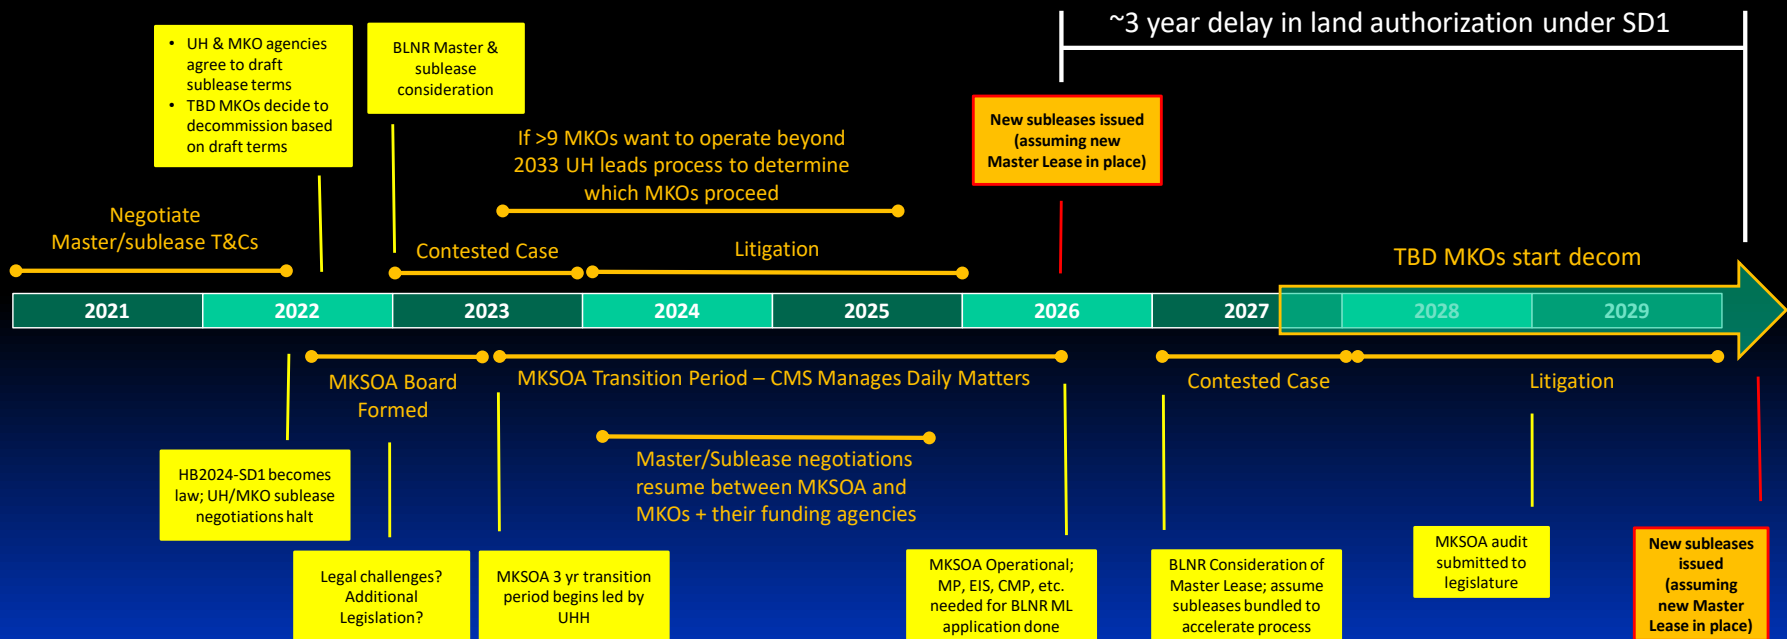 ~3 year delay in land authorization under SD1
• UH & MKO agencies
agree to draft
sublease terms
• TBD MKOs decide to
decommission based
on draft terms
BLNR Master &
sublease
consideration
New subleases issued
(assuming new
Master Lease in place)
If >9 MKOs want to operate beyond
2033 UH leads process to determine
which MKOs proceed
Negotiate
Master/sublease T&Cs
Contested Case
Litigation
TBD MKOs start decom
2021
2022
2023
2024
2025
2026
2027
2028
2029
MKSOA Board
Formed
MKSOA Transition Period – CMS Manages Daily Matters
Contested Case
Litigation
Master/Sublease negotiations
resume between MKSOA and
MKOs + their funding agencies
HB2024-SD1 becomes
law; UH/MKO sublease
negotiations halt
Legal challenges?
Additional
Legislation?
MKSOA 3 yr transition
period begins led by
UHH
MKSOA Operational;
MP, EIS, CMP, etc.
needed for BLNR ML
application done
BLNR Consideration of
Master Lease; assume
subleases bundled to
accelerate process
MKSOA audit
submitted to
legislature
New subleases
issued
(assuming
new Master
Lease in place)